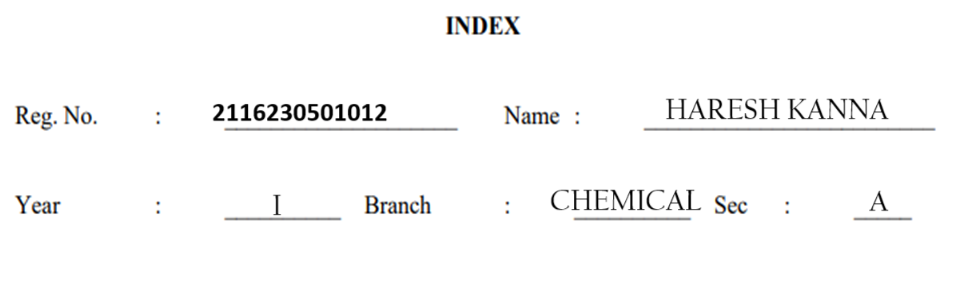 INDEX
Reg. No. : 2116230501012 Name : HARESH KANNA
Year : I Branch : CHEMICAL Sec : A